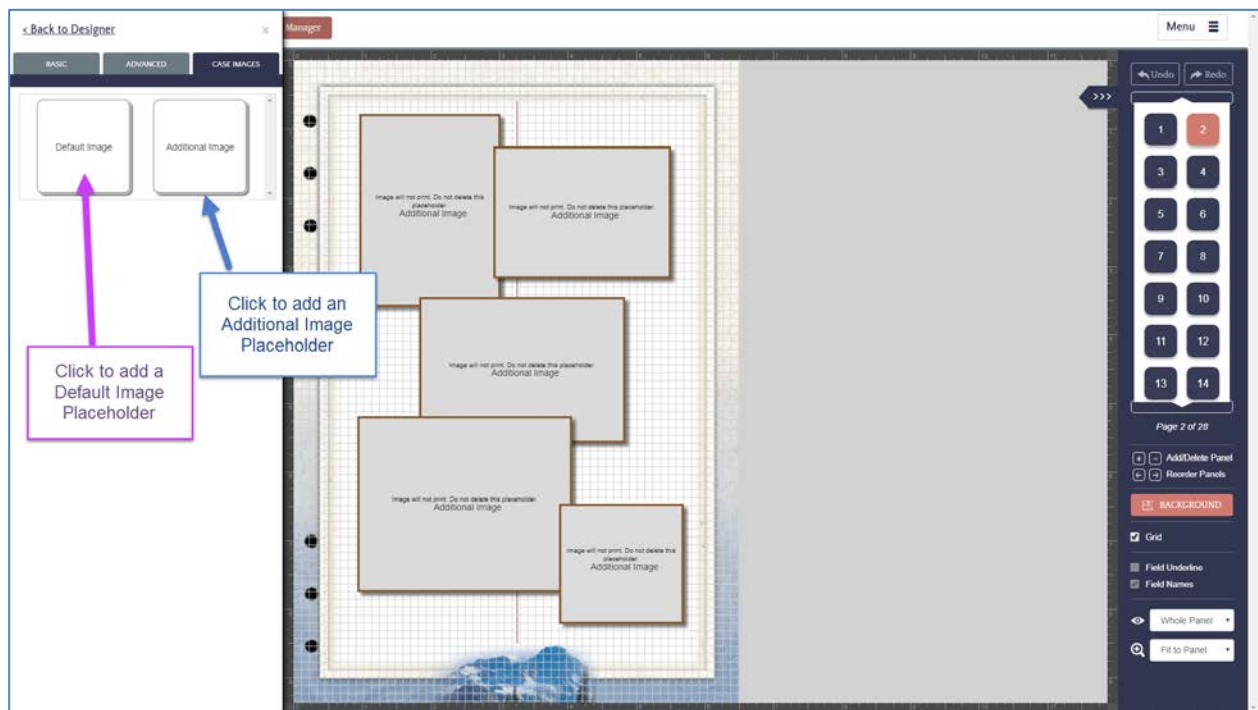 < Back to Designer
×
Manager
Menu
BASIC
ADVANCED
CASE IMAGES
Default Image
Additional Image
Click to add an
Additional Image
Placeholder
Click to add a
Default Image
Placeholder
Image will not print. Do not delete this
placeholder.
Additional Image
Image will not print. Do not delete this placeholder.
Additional Image
Image will not print. Do not delete this placeholder.
Additional Image
Image will not print. Do not delete this placeholder.
Additional Image
Image will not print. Do not delete this
placeholder.
Additional Image
Undo
Redo
>>>
1
2
3
4
5
6
7
8
9
10
11
12
13
14
Page 2 of 28
+ - Add/Delete Panel
← → Reorder Panels
BACKGROUND
Grid
Field Underline
Field Names
Whole Panel
Fit to Panel